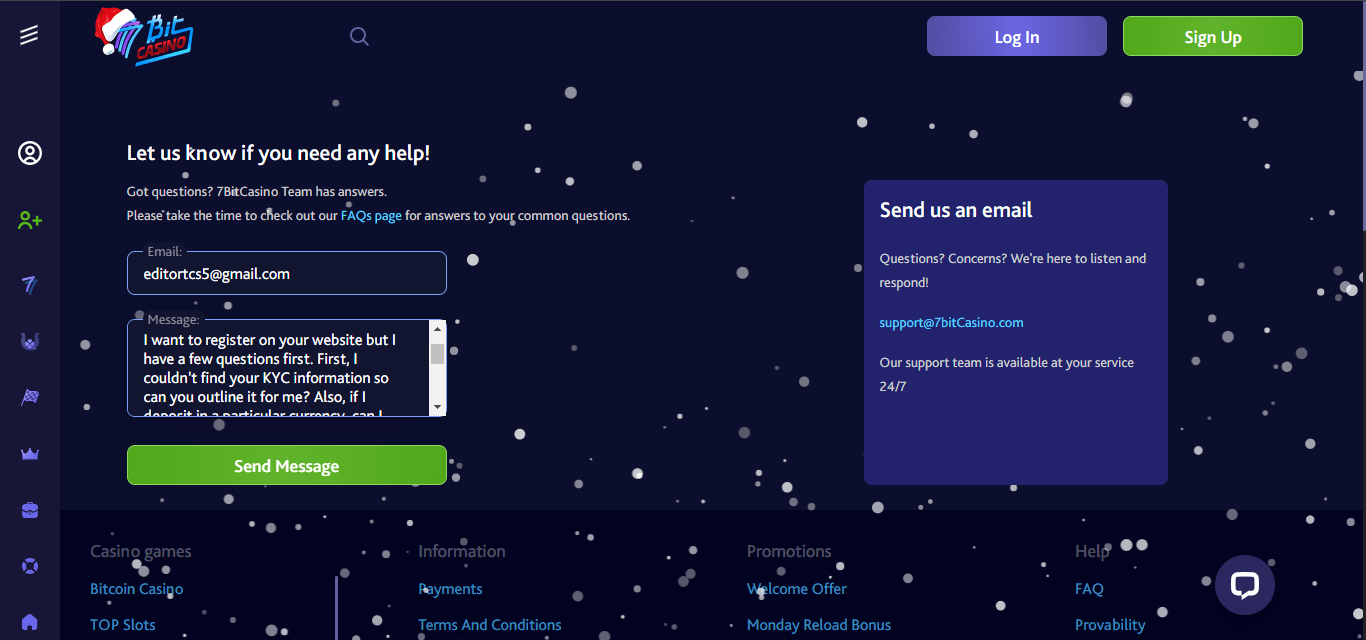 7Bit
CASINO
Log In
Sign Up
Let us know if you need any help!
Got questions? 7BitCasino Team has answers.
Please take the time to check out our FAQs page for answers to your common questions.
Email:
editortcs5@gmail.com
Message:
I want to register on your website but I
have a few questions first. First, I
couldn't find your KYC information so
can you outline it for me? Also, if I
deposit in a particular currency, can I
Send Message
Send us an email
Questions? Concerns? We're here to listen and
respond!
support@7bitCasino.com
Our support team is available at your service
24/7
Casino games
Information
Promotions
Help
Bitcoin Casino
Payments
Welcome Offer
FAQ
TOP Slots
Terms And Conditions
Monday Reload Bonus
Provability